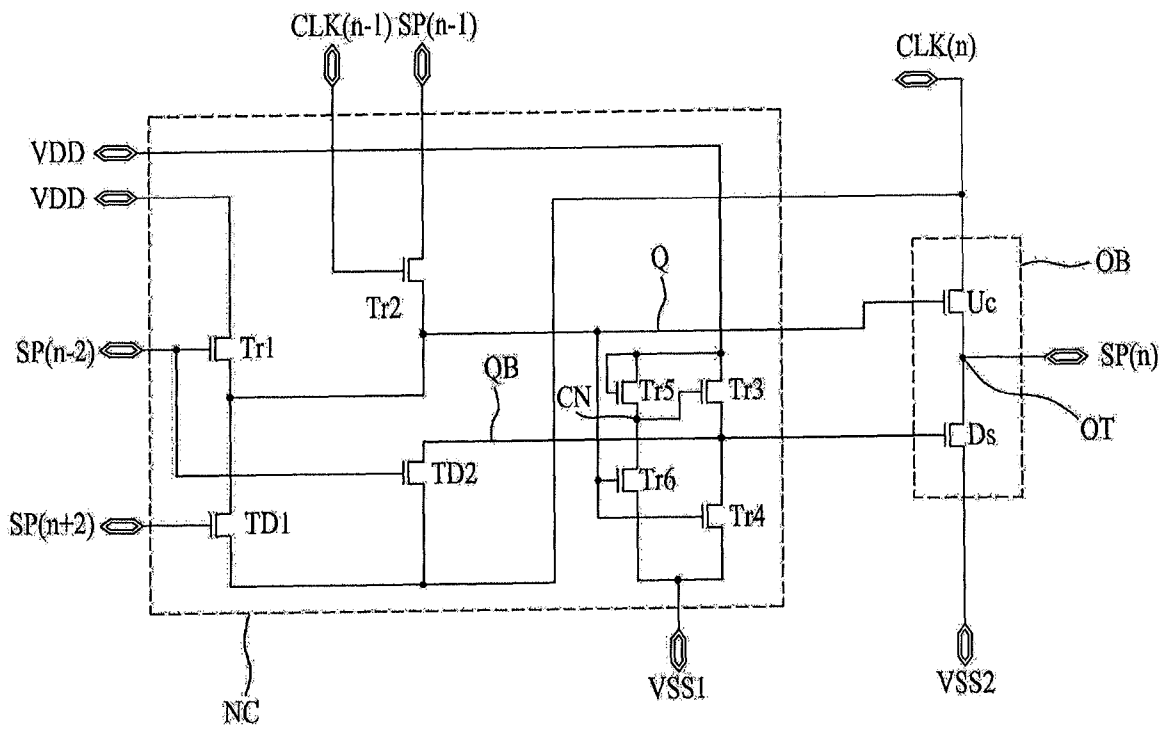 CLK(n-1) SP(n-1)
CLK(n)
VDD
VDD
Q
OB
Uc
Tr2
SP(n-2)
Tr1
SP(n)
QB
CN
Tr5
Tr3
OT
Ds
TD2
Tr6
SP(n+2)
TD1
Tr4
VSS1
VSS2
NC